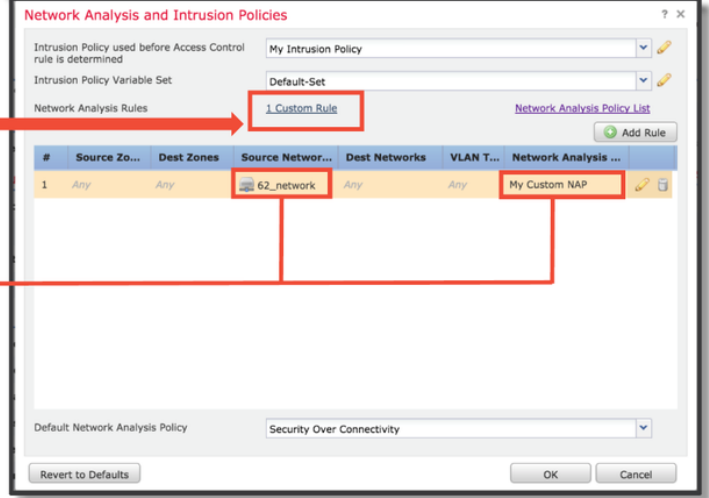 Network Analysis and Intrusion Policies
? ×
Intrusion Policy used before Access Control
rule is determined
My Intrusion Policy
Intrusion Policy Variable Set
Default-Set
Network Analysis Rules
1 Custom Rule
Network Analysis Policy List
Add Rule
# Source Zo... Dest Zones Source Networ... Dest Networks VLAN T... Network Analysis ...
1 Any Any 62_network Any Any My Custom NAP
Default Network Analysis Policy
Security Over Connectivity
Revert to Defaults
OK
Cancel